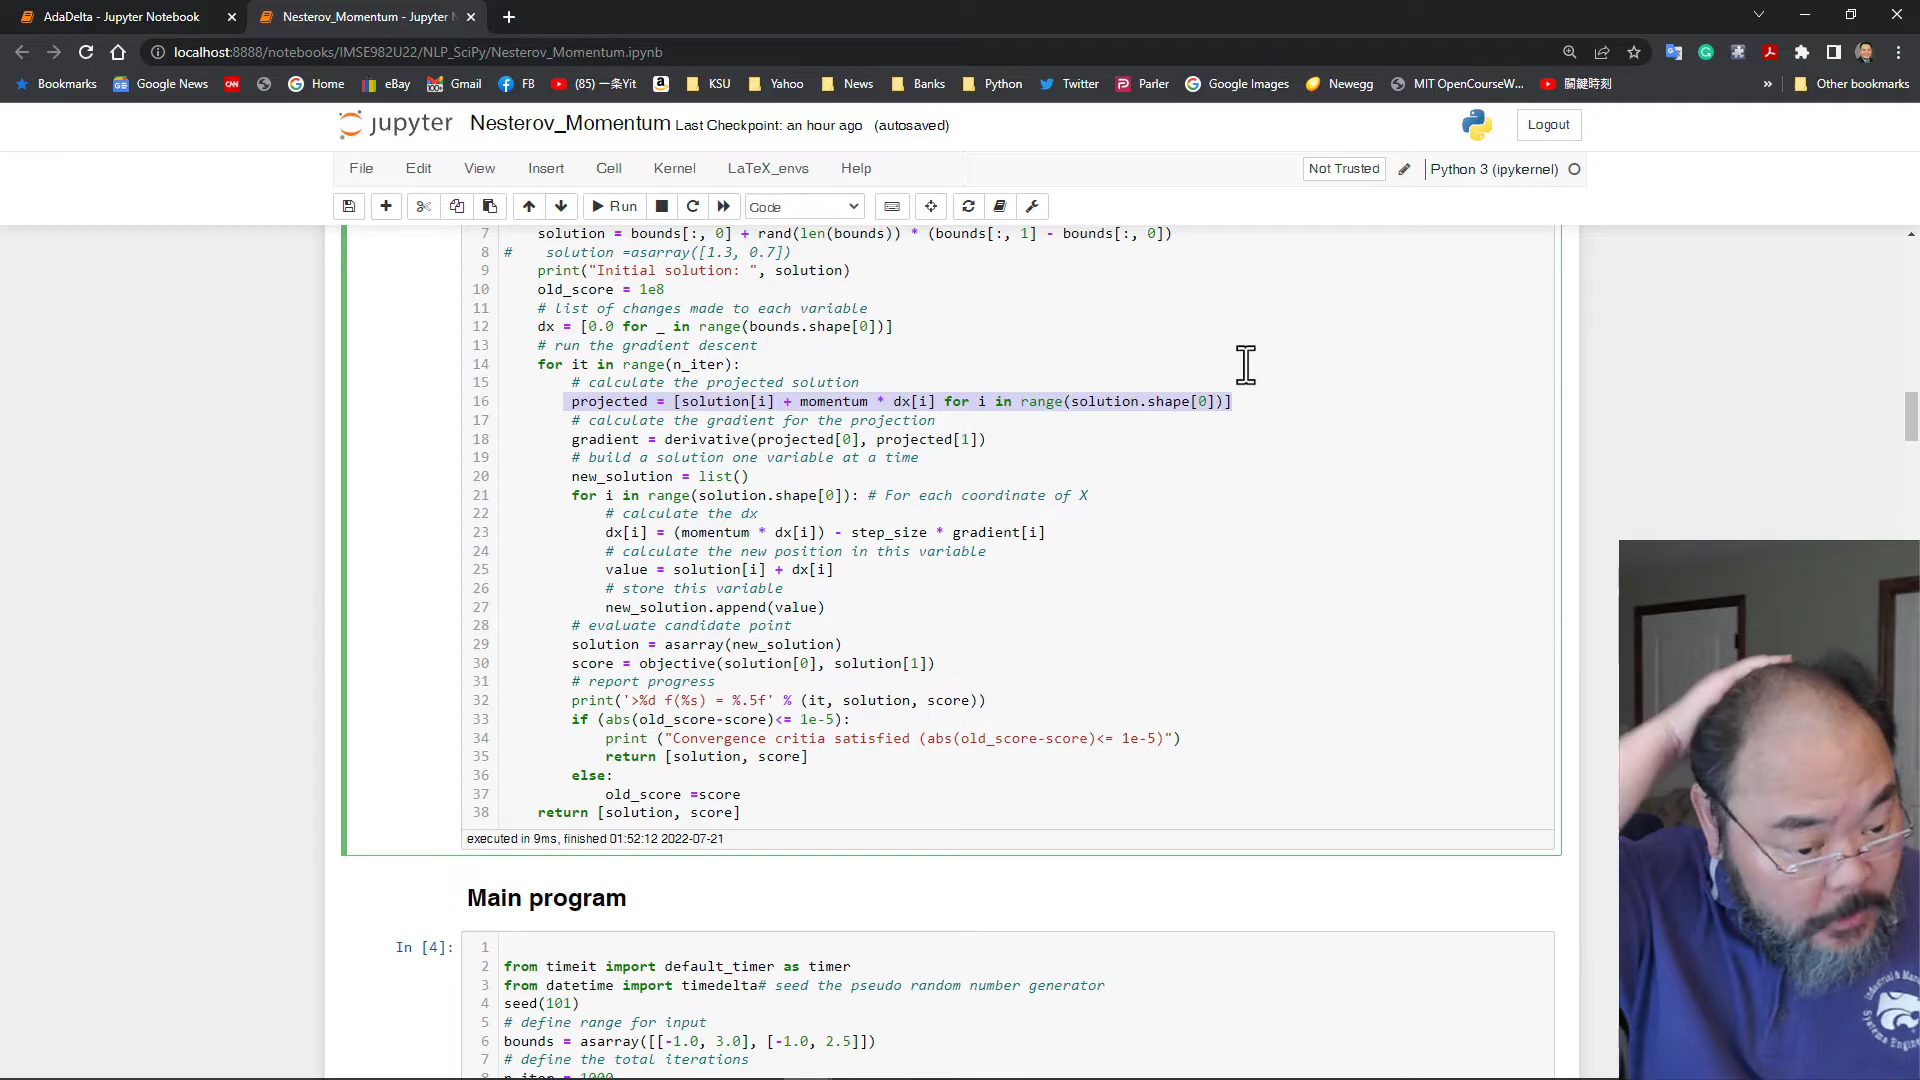 AdaDelta - Jupyter Notebook
Nesterov_Momentum - Jupyter N
localhost:8888/notebooks/IMSE982U22/NLP_SciPy/Nesterov_Momentum.ipynb
Bookmarks Google News CNN Home eBay Gmail FB (85) 一条Yit KSU Yahoo News Banks Python Twitter Parler Google Images Newegg MIT OpenCourseW... 關鍵時刻 » Other bookmarks
jupyter Nesterov_Momentum Last Checkpoint: an hour ago (autosaved) Logout
File Edit View Insert Cell Kernel LaTeX_envs Help Not Trusted Python 3 (ipykernel)
Run Code
7 solution = bounds[:, 0] + rand(len(bounds)) * (bounds[:, 1] - bounds[:, 0])
8 # solution =asarray([1.3, 0.7])
9 print("Initial solution: ", solution)
10 old_score = 1e8
11 # list of changes made to each variable
12 dx = [0.0 for _ in range(bounds.shape[0])]
13 # run the gradient descent
14 for it in range(n_iter):
15 # calculate the projected solution
16 projected = [solution[i] + momentum * dx[i] for i in range(solution.shape[0])]
17 # calculate the gradient for the projection
18 gradient = derivative(projected[0], projected[1])
19 # build a solution one variable at a time
20 new_solution = list()
21 for i in range(solution.shape[0]): # For each coordinate of X
22 # calculate the dx
23 dx[i] = (momentum * dx[i]) - step_size * gradient[i]
24 # calculate the new position in this variable
25 value = solution[i] + dx[i]
26 # store this variable
27 new_solution.append(value)
28 # evaluate candidate point
29 solution = asarray(new_solution)
30 score = objective(solution[0], solution[1])
31 # report progress
32 print('>%d f(%s) = %.5f' % (it, solution, score))
33 if (abs(old_score-score)<= 1e-5):
34 print ("Convergence critia satisfied (abs(old_score-score)<= 1e-5)")
35 return [solution, score]
36 else:
37 old_score =score
38 return [solution, score]
executed in 9ms, finished 01:52:12 2022-07-21
Main program
In [4]: 1
2 from timeit import default_timer as timer
3 from datetime import timedelta# seed the pseudo random number generator
4 seed(101)
5 # define range for input
6 bounds = asarray([[-1.0, 3.0], [-1.0, 2.5]])
7 # define the total iterations
8 n_iter = 1000